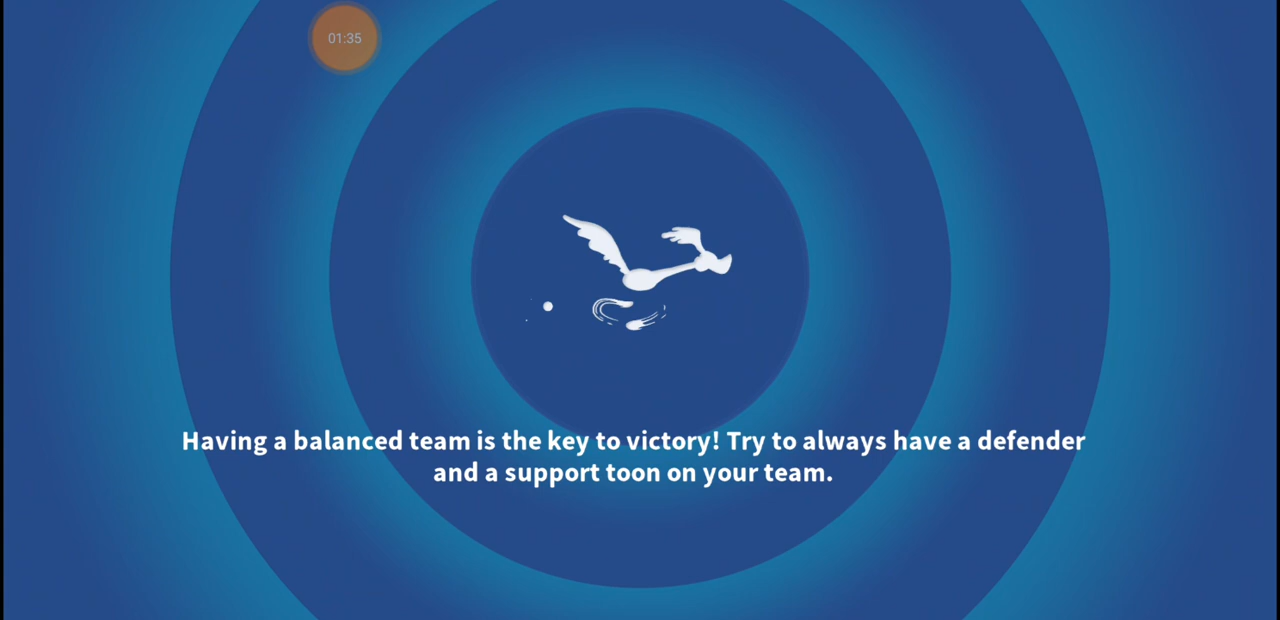 01:35
Having a balanced team is the key to victory! Try to always have a defender
and a support toon on your team.